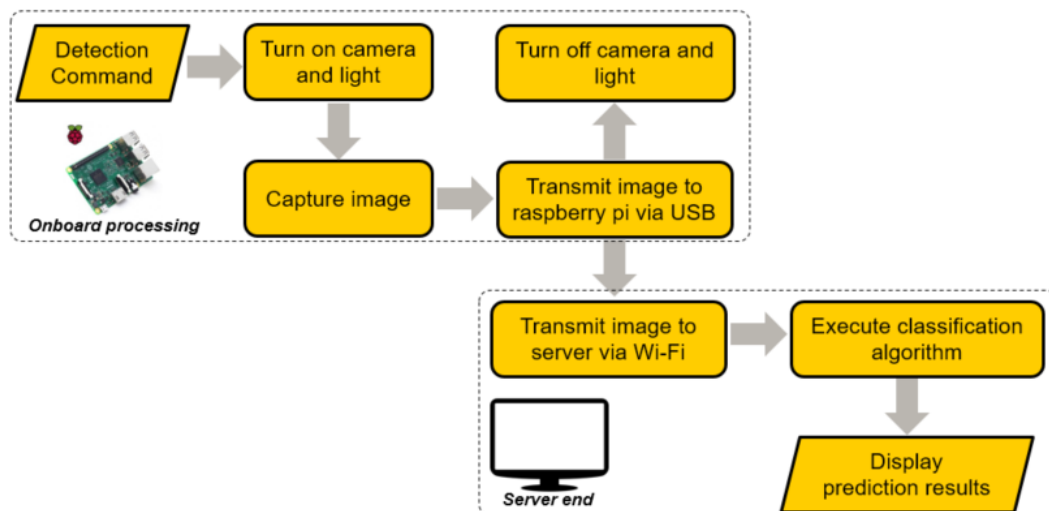 Detection
Command
Turn on camera
and light
Turn off camera and
light
Capture image
Transmit image to
raspberry pi via USB
Onboard processing
Transmit image to
server via Wi-Fi
Execute classification
algorithm
Display
prediction results
Server end